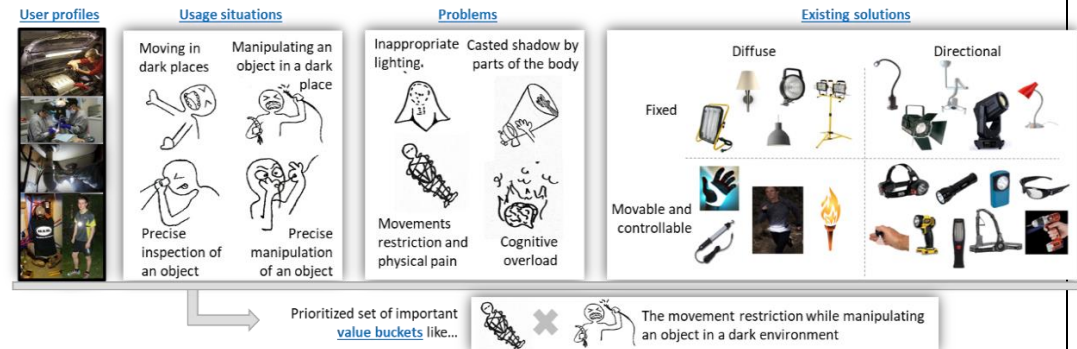 User profiles
Usage situations
Problems
Existing solutions
Moving in
dark places
Manipulating an
object in a dark
place
Precise
inspection of
an object
Precise
manipulation
of an object
Inappropriate
lighting.
Casted shadow by
parts of the body
Movements
restriction and
physical pain
Cognitive
overload
Diffuse
Directional
Fixed
Movable and
controllable
Prioritized set of important
value buckets like...
The movement restriction while manipulating
an object in a dark environment